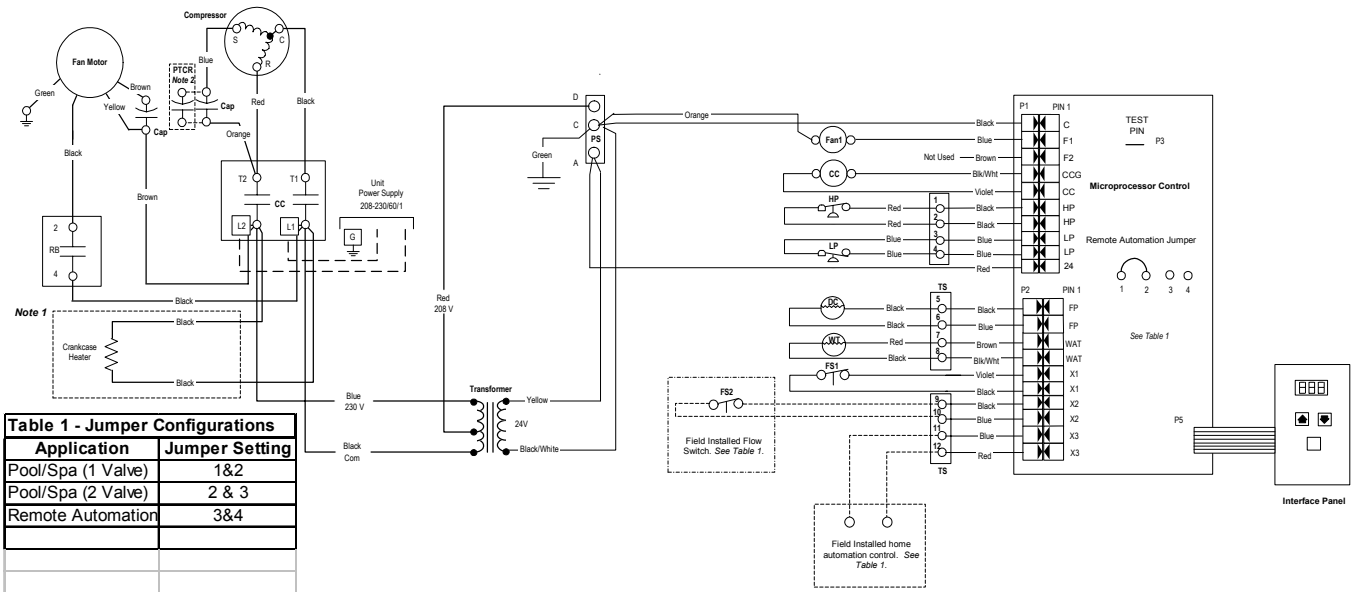 Compressor
S
C
R
Fan Motor
PTCR
Note 2
Blue
Green
Brown
Yellow
Cap
Cap
Red
Black
Orange
Black
Brown
T2
T1
CC
L2
L1
Unit
Power Supply
208-230/60/1
G
2
RB
4
Black
Note 1
Black
Crankcase
Heater
Black
Blue
230 V
Black
Com
Red
208 V
Transformer
Yellow
24V
Black/White
D
C
PS
A
Green
Orange
Fan1
CC
HP
LP
Not Used
Black
Blue
Brown
Blk/Wht
Violet
Red
1
Black
Red
2
Black
Blue
3
Blue
Blue
4
Blue
Red
P1
PIN 1
C
F1
F2
CCG
CC
HP
HP
LP
LP
24
TEST
PIN
P3
Microprocessor Control
Remote Automation Jumper
1 2 3 4
See Table 1
TS
DC
Black
5
Black
Black
6
Blue
WT
Red
7
Brown
Black
8
Blk/Wht
FS1
Violet
Black
FS2
9
Black
10
Blue
11
Blue
12
Red
TS
P2
PIN 1
FP
FP
WAT
WAT
X1
X1
X2
X2
X3
X3
P5
Field Installed Flow
Switch. See Table 1.
Field Installed home
automation control. See
Table 1.
Interface Panel
Table 1 - Jumper Configurations
Application Jumper Setting
Pool/Spa (1 Valve) 1&2
Pool/Spa (2 Valve) 2 & 3
Remote Automation 3&4